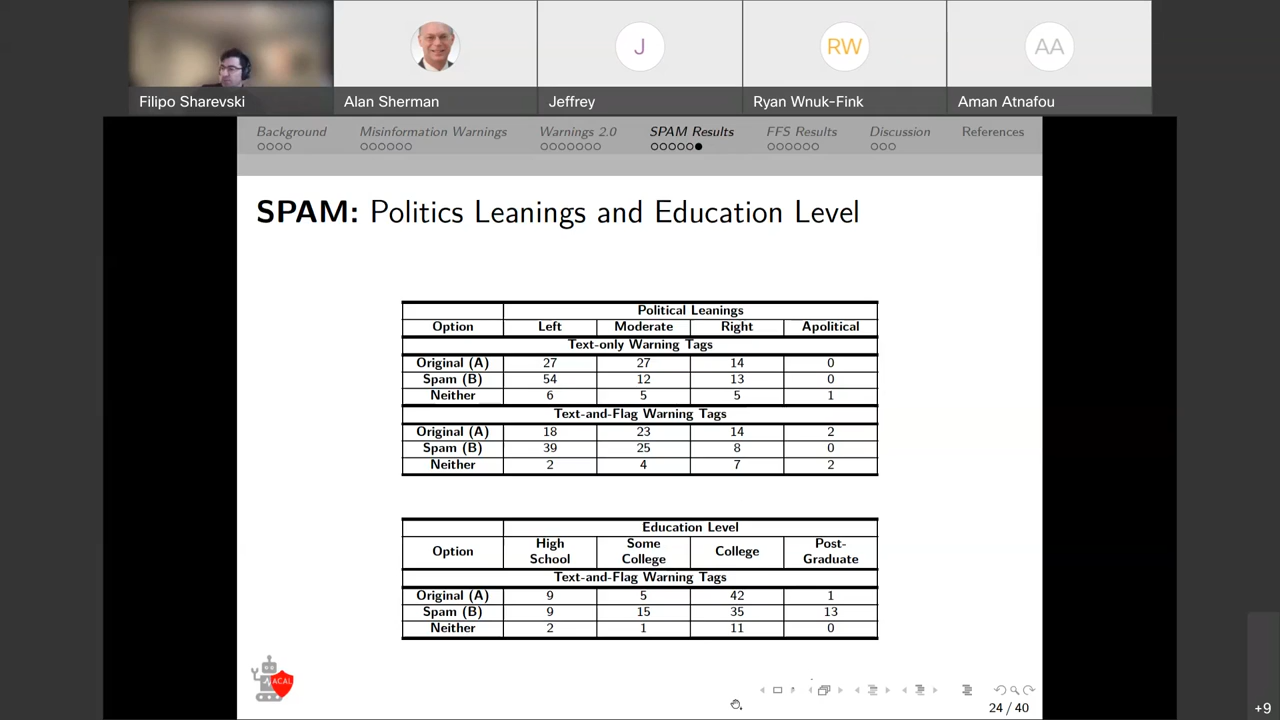 J
RW
AA
Filipo Sharevski
Alan Sherman
Jeffrey
Ryan Wnuk-Fink
Aman Atnafou
Background Misinformation Warnings Warnings 2.0 SPAM Results FFS Results Discussion References
SPAM: Politics Leanings and Education Level
Political Leanings
Option Left Moderate Right Apolitical
Text-only Warning Tags
Original (A) 27 27 14 0
Spam (B) 54 12 13 0
Neither 6 5 5 1
Text-and-Flag Warning Tags
Original (A) 18 23 14 2
Spam (B) 39 25 8 0
Neither 2 4 7 2
Education Level
Option High School Some College College Post-Graduate
Text-and-Flag Warning Tags
Original (A) 9 5 42 1
Spam (B) 9 15 35 13
Neither 2 1 11 0
ACAL
24 / 40
+9